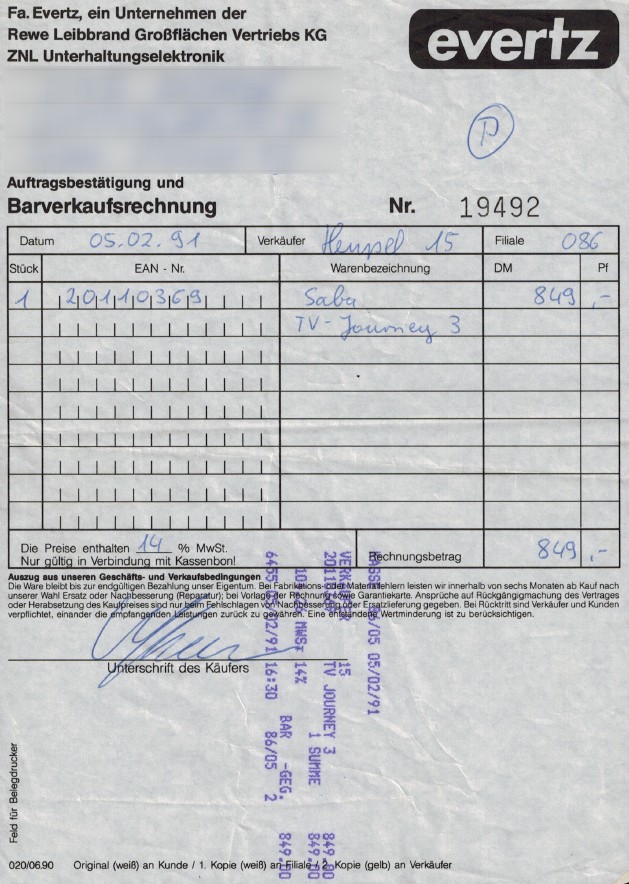 Fa. Evertz, ein Unternehmen der
Rewe Leibbrand Großflächen Vertriebs KG
ZNL Unterhaltungselektronik
evertz
P
Auftragsbestätigung und
Barverkaufsrechnung Nr. 19492
Datum 05.02.91 Verkäufer Hempel 15 Filiale 086
Stück EAN - Nr. Warenbezeichnung DM Pf
1 20110369 Saba 849 ,-
TV-Journey 3
Die Preise enthalten 14 % MwSt.
Nur gültig in Verbindung mit Kassenbon! Rechnungsbetrag 849 ,-
Auszug aus unseren Geschäfts- und Verkaufsbedingungen
Die Ware bleibt bis zur endgültigen Bezahlung unser Eigentum. Bei Fabrikations- oder Materialfehlern leisten wir innerhalb von sechs Monaten ab Kauf nach
unserer Wahl Ersatz oder Nachbesserung (Reparatur); bei Vorlage der Rechnung sowie Garantiekarte. Ansprüche auf Rückgängigmachung des Vertrages
oder Herabsetzung des Kaufpreises sind nur beim Fehlschlagen von Nachbesserung oder Ersatzlieferung gegeben. Bei Rücktritt sind Verkäufer und Kunden
verpflichtet, einander die empfangenden Leistungen zurück zu gewähren. Eine entstandene Wertminderung ist zu berücksichtigen.
Unterschrift des Käufers
86/05 05/02/91
15
TV JOURNEY 3 849.00
1 SUMME 849.00
MWSt 14%
BAR -GEG. 849.00
02/91 16:30 86/05 2
Feld für Belegdrucker
020/06.90 Original (weiß) an Kunde / 1. Kopie (weiß) an Filiale / 2. Kopie (gelb) an Verkäufer